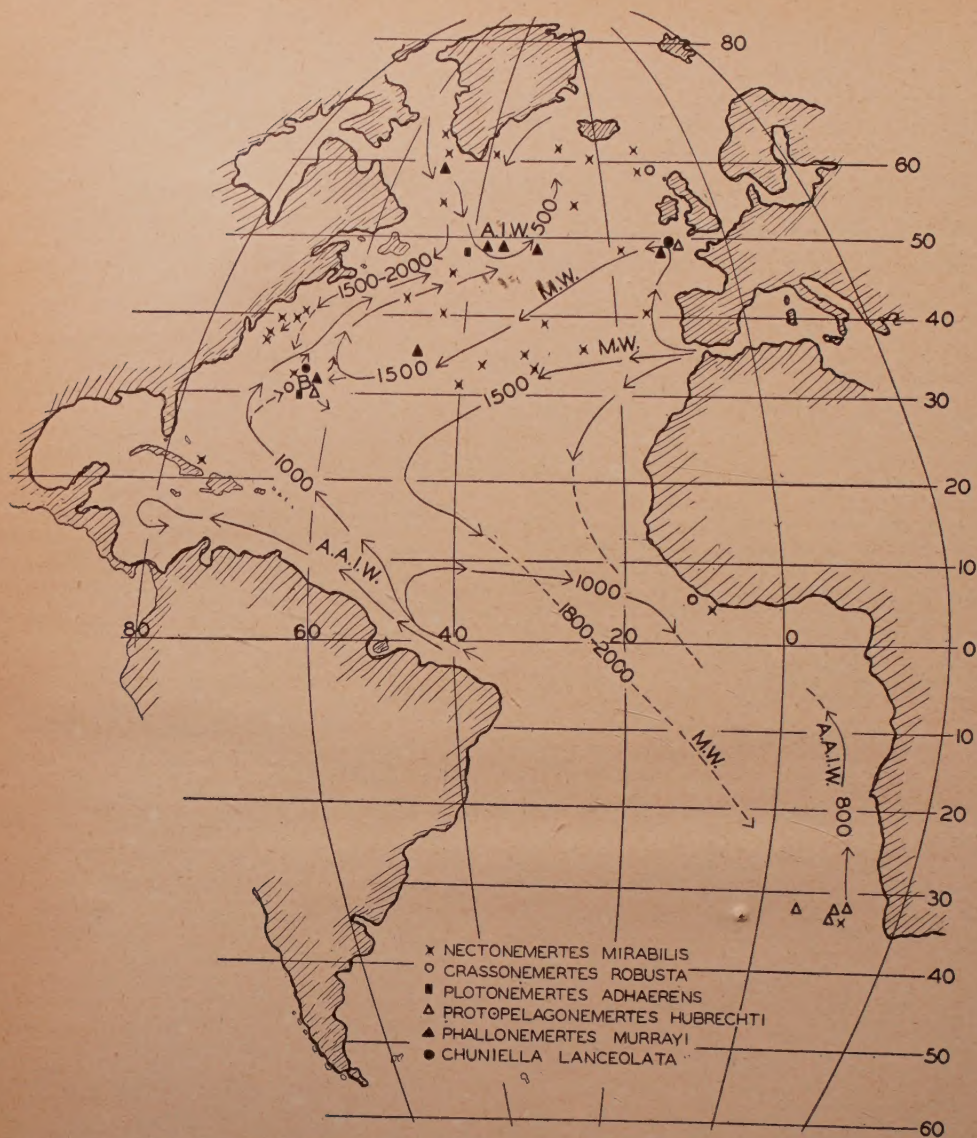 80
60
50
A.I.W.
500
1500-2000
M.W.
40
M.W.
1500
B
1500
30
1000
20
A.A.I.W.
10
1000
80
60
40
20
0
0
1800-2000
M.W.
A.A.I.W.
10
800
20
30
× NECTONEMERTES MIRABILIS
○ CRASSONEMERTES ROBUSTA
■ PLOTONEMERTES ADHAERENS
△ PROTOPELAGONEMERTES HUBRECHTI
▲ PHALLONEMERTES MURRAYI
● CHUNIELLA LANCEOLATA
40
50
60